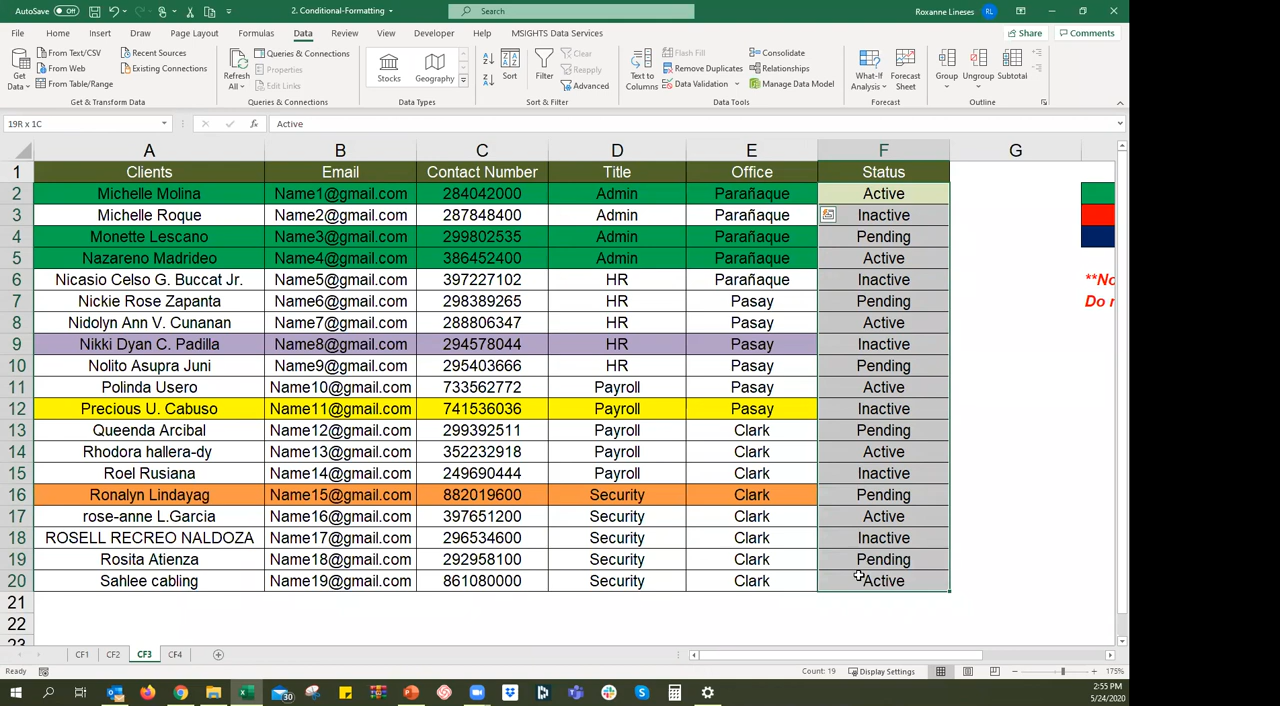 AutoSave Off 2. Conditional-Formatting Search Roxanne Lineses RL
File Home Insert Draw Page Layout Formulas Data Review View Developer Help MSIGHTS Data Services Share Comments
Get Data From Text/CSV Recent Sources Refresh All Queries & Connections Stocks Geography Sort Filter Clear Text to Columns Flash Fill Consolidate What-If Analysis Forecast Sheet Group Ungroup Subtotal
From Web Existing Connections Properties Reapply Remove Duplicates Relationships
From Table/Range Edit Links Advanced Data Validation Manage Data Model
Get & Transform Data Queries & Connections Data Types Sort & Filter Data Tools Forecast Outline
19R x 1C fx Active
A B C D E F G
1 Clients Email Contact Number Title Office Status
2 Michelle Molina Name1@gmail.com 284042000 Admin Parañaque Active
3 Michelle Roque Name2@gmail.com 287848400 Admin Parañaque Inactive
4 Monette Lescano Name3@gmail.com 299802535 Admin Parañaque Pending
5 Nazareno Madrideo Name4@gmail.com 386452400 Admin Parañaque Active
6 Nicasio Celso G. Buccat Jr. Name5@gmail.com 397227102 HR Parañaque Inactive **No
7 Nickie Rose Zapanta Name6@gmail.com 298389265 HR Pasay Pending Do
8 Nidolyn Ann V. Cunanan Name7@gmail.com 288806347 HR Pasay Active
9 Nikki Dyan C. Padilla Name8@gmail.com 294578044 HR Pasay Inactive
10 Nolito Asupra Juni Name9@gmail.com 295403666 HR Pasay Pending
11 Polinda Usero Name10@gmail.com 733562772 Payroll Pasay Active
12 Precious U. Cabuso Name11@gmail.com 741536036 Payroll Pasay Inactive
13 Queenda Arcibal Name12@gmail.com 299392511 Payroll Clark Pending
14 Rhodora hallera-dy Name13@gmail.com 352232918 Payroll Clark Active
15 Roel Rusiana Name14@gmail.com 249690444 Payroll Clark Inactive
16 Ronalyn Lindayag Name15@gmail.com 882019600 Security Clark Pending
17 rose-anne L.Garcia Name16@gmail.com 397651200 Security Clark Active
18 ROSELL RECREO NALDOZA Name17@gmail.com 296534600 Security Clark Inactive
19 Rosita Atienza Name18@gmail.com 292958100 Security Clark Pending
20 Sahlee cabling Name19@gmail.com 861080000 Security Clark Active
21
22
23
CF1 CF2 CF3 CF4
Ready Count: 19 Display Settings 175%
30 2:55 PM
5/24/2020